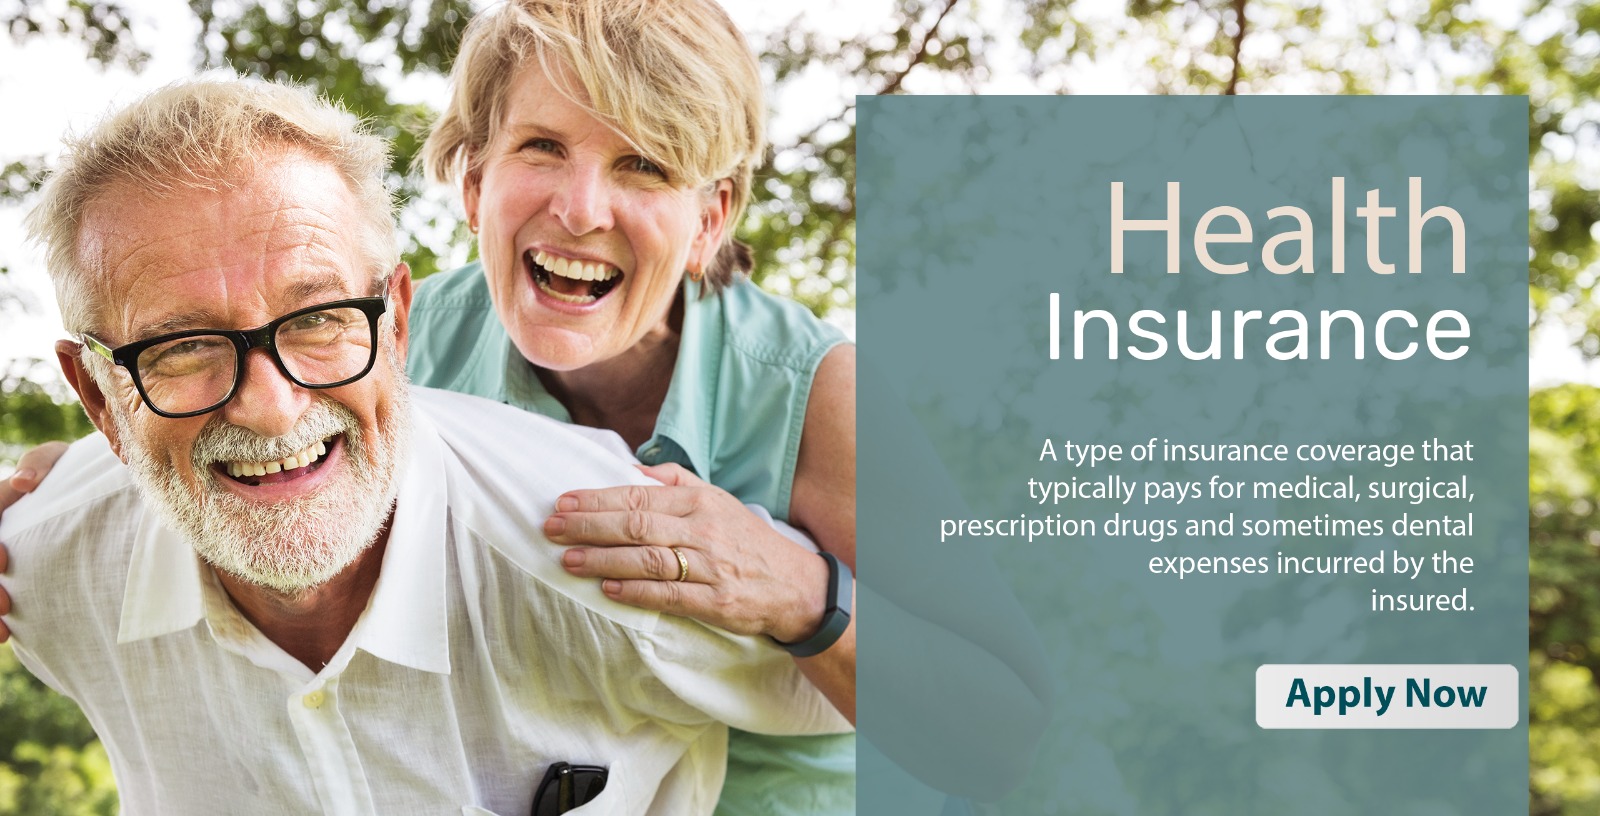 Health
Insurance
A type of insurance coverage that
typically pays for medical, surgical,
prescription drugs and sometimes dental
expenses incurred by the
insured.
Apply Now